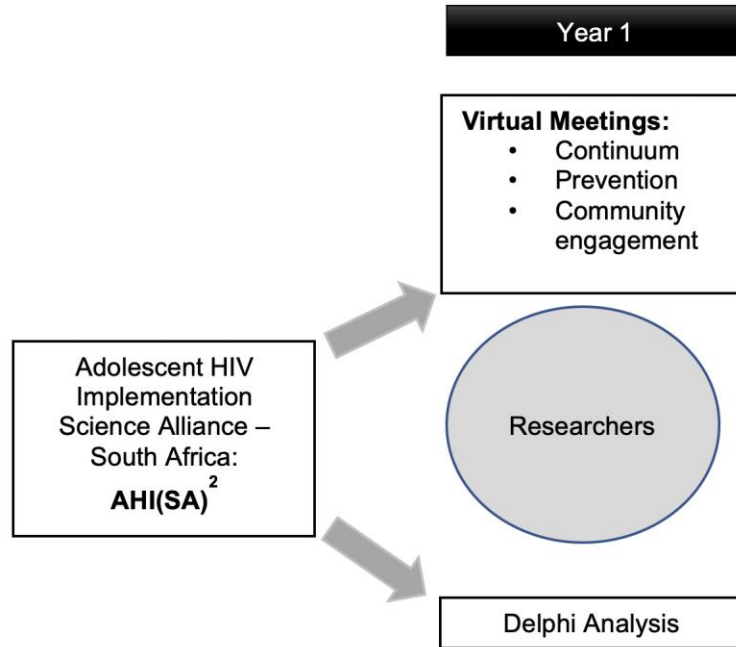 Year 1
Virtual Meetings:
• Continuum
• Prevention
• Community
engagement
Adolescent HIV
Implementation
Science Alliance –
South Africa:
AHI(SA)²
Researchers
Delphi Analysis